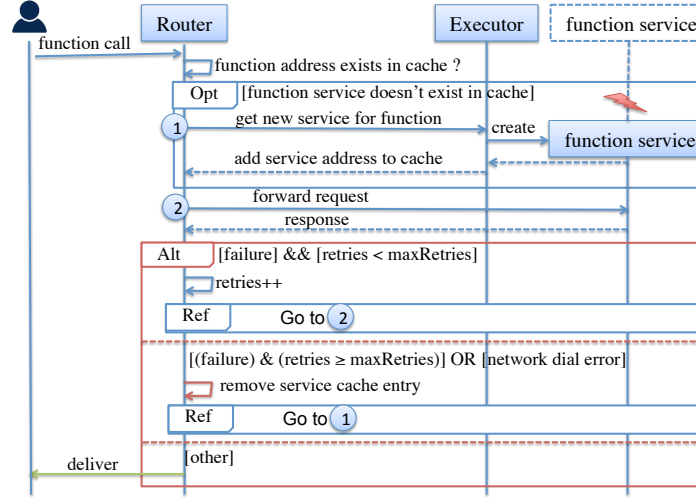 Router
Executor
function service
function call
function address exists in cache ?
Opt
[function service doesn't exist in cache]
1
get new service for function
create
function service
add service address to cache
2
forward request
response
Alt
[failure] && [retries < maxRetries]
retries++
Ref
Go to 2
[(failure) & (retries ≥ maxRetries)] OR [network dial error]
remove service cache entry
Ref
Go to 1
[other]
deliver